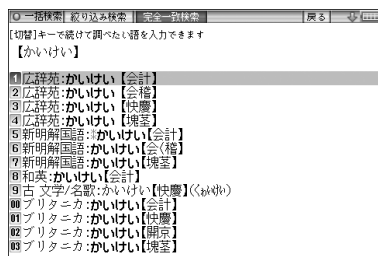 一括検索 絞り込み検索 完全一致検索 戻る
[切替]キーで続けて調べたい語を入力できます
【かいけい】
1 広辞苑:かいけい【会計】
2 広辞苑:かいけい【会稽】
3 広辞苑:かいけい【快慶】
4 広辞苑:かいけい【塊茎】
5 新明解国語:かいけい【会計】
6 新明解国語:かいけい【会(稽】
7 新明解国語:かいけい【塊茎】
8 和英:かいけい【会計】
9 古 文学/名歌:かいけい【快慶】(くゎいけい)
00 ブリタニカ:かいけい【会計】
01 ブリタニカ:かいけい【快慶】
02 ブリタニカ:かいけい【開京】
03 ブリタニカ:かいけい【塊茎】